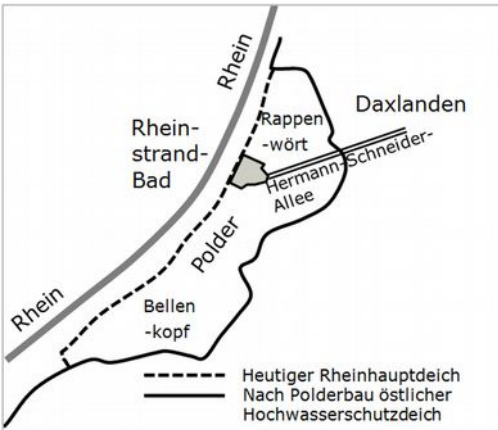 Rhein
Daxlanden
Rappen
-wört
Rhein-
strand-
Bad
Hermann-Schneider-
Allee
Polder
Rhein
Bellen
-kopf
Heutiger Rheinhauptdeich
Nach Polderbau östlicher
Hochwasserschutzdeich